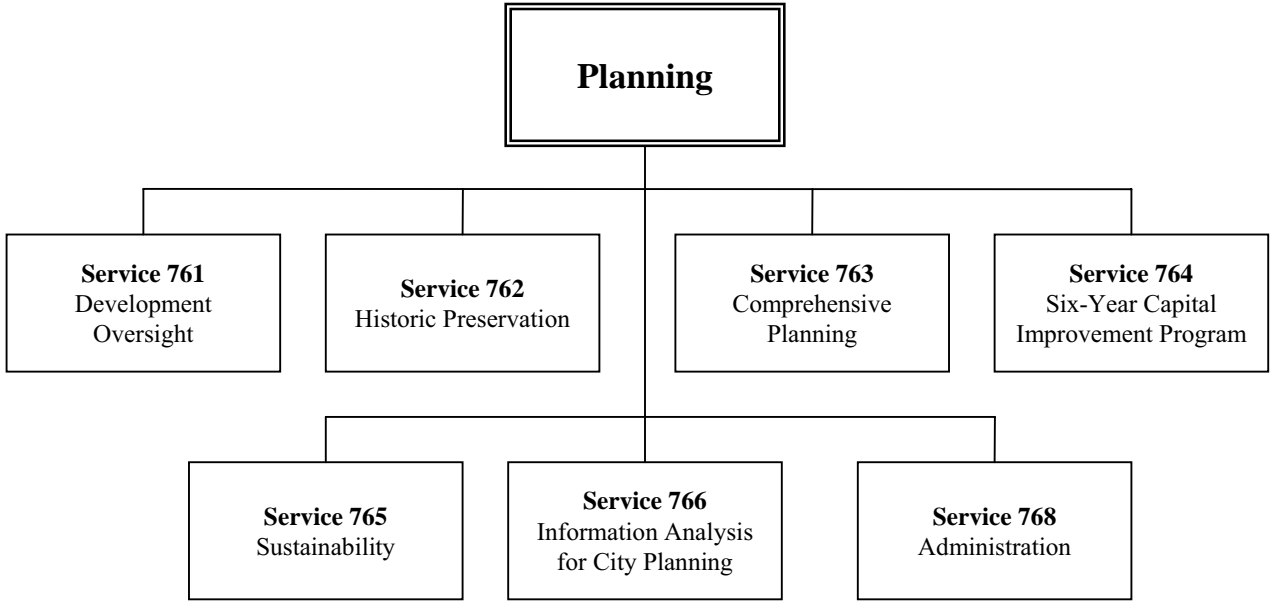 Planning
Service 761
Development
Oversight
Service 762
Historic Preservation
Service 763
Comprehensive
Planning
Service 764
Six-Year Capital
Improvement Program
Service 765
Sustainability
Service 766
Information Analysis
for City Planning
Service 768
Administration